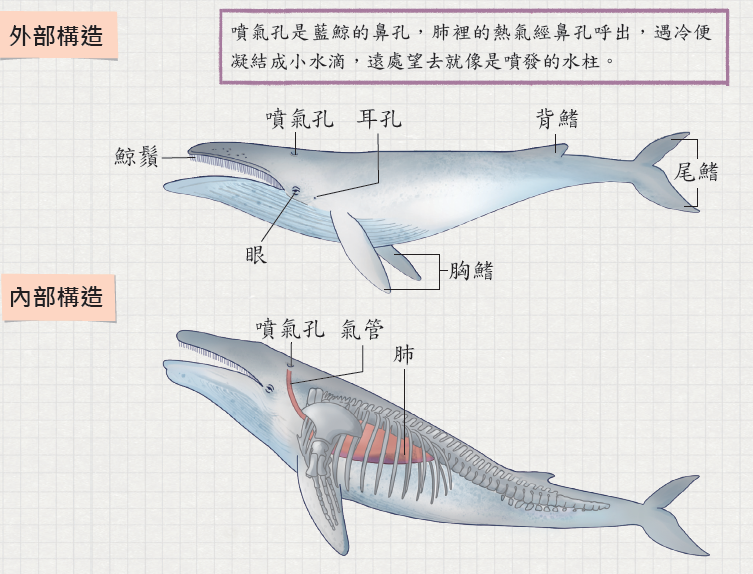 外部構造
噴氣孔是藍鯨的鼻孔，肺裡的熱氣經鼻孔呼出，遇冷便
凝結成小水滴，遠處望去就像是噴發的水柱。
噴氣孔
耳孔
背鰭
鯨鬚
尾鰭
眼
胸鰭
內部構造
噴氣孔
氣管
肺